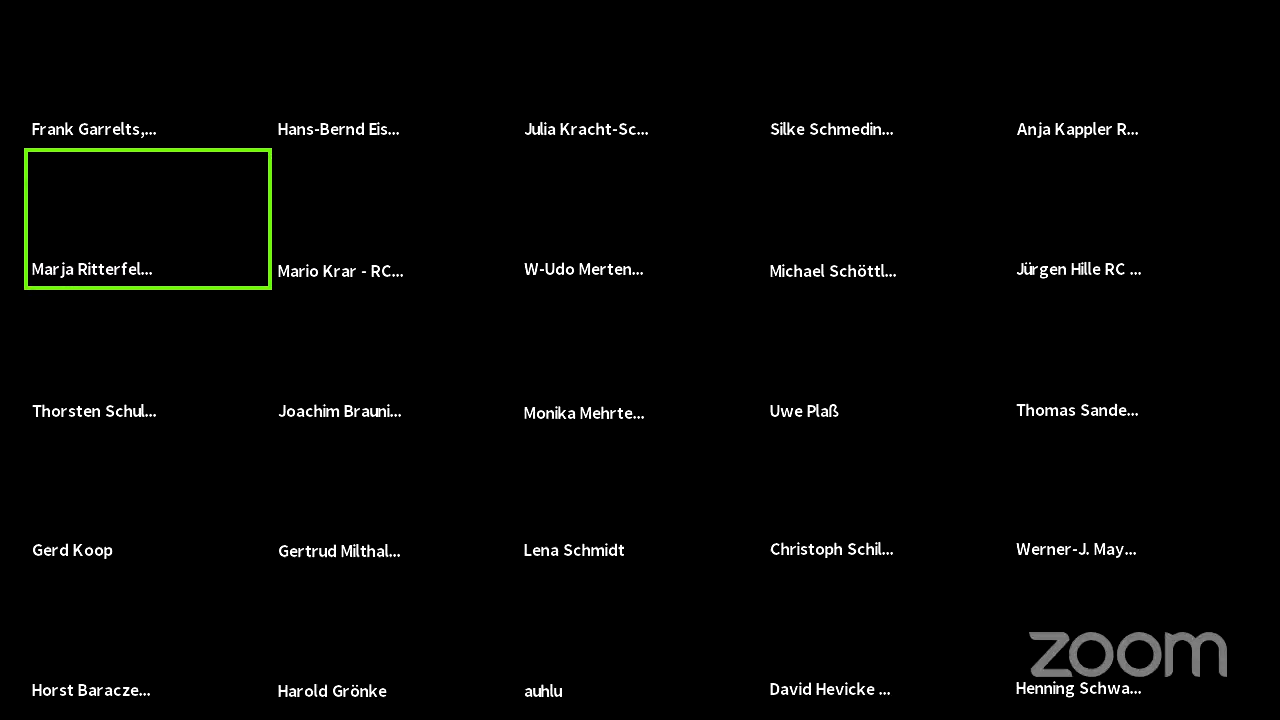 Frank Garrelts,...
Hans-Bernd Eis...
Julia Kracht-Sc...
Silke Schmedin...
Anja Kappler R...
Marja Ritterfel...
Mario Krar - RC...
W-Udo Merten...
Michael Schöttl...
Jürgen Hille RC ...
Thorsten Schul...
Joachim Brauni...
Monika Mehrte...
Uwe Plaß
Thomas Sande...
Gerd Koop
Gertrud Milthal...
Lena Schmidt
Christoph Schil...
Werner-J. May...
Horst Baracze...
Harold Grönke
auhlu
David Hevicke ...
Henning Schwa...
zoom